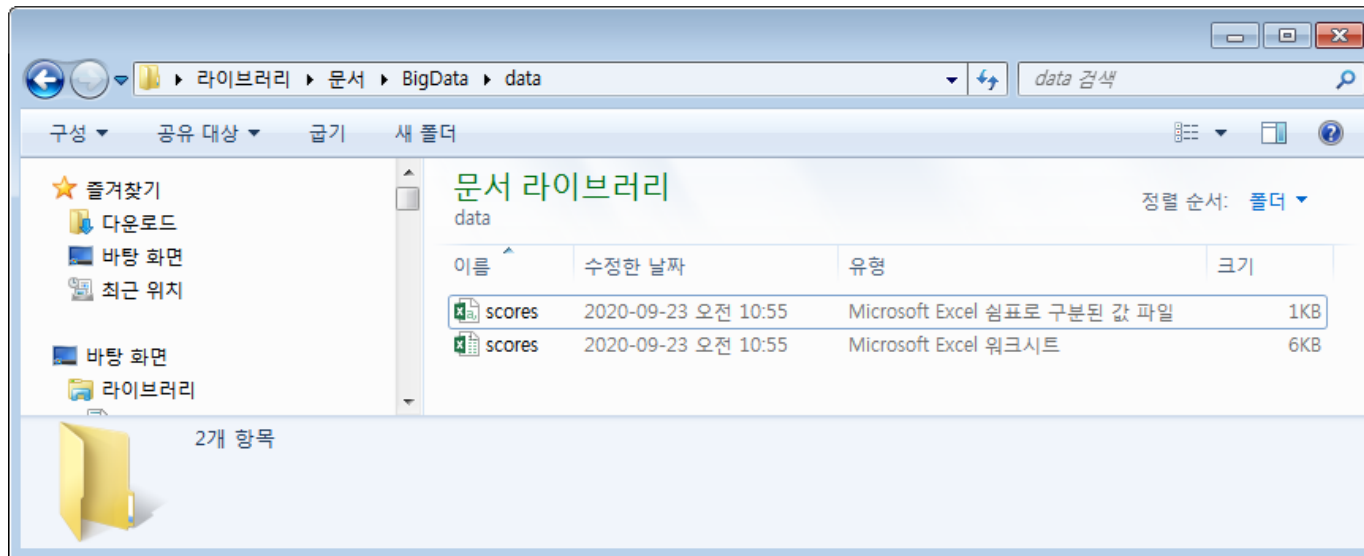 라이브러리 ▸ 문서 ▸ BigData ▸ data
data 검색
구성 공유 대상 굽기 새 폴더
즐겨찾기
다운로드
바탕 화면
최근 위치
바탕 화면
라이브러리
문서 라이브러리
data
정렬 순서: 폴더
이름 수정한 날짜 유형 크기
scores 2020-09-23 오전 10:55 Microsoft Excel 쉼표로 구분된 값 파일 1KB
scores 2020-09-23 오전 10:55 Microsoft Excel 워크시트 6KB
2개 항목